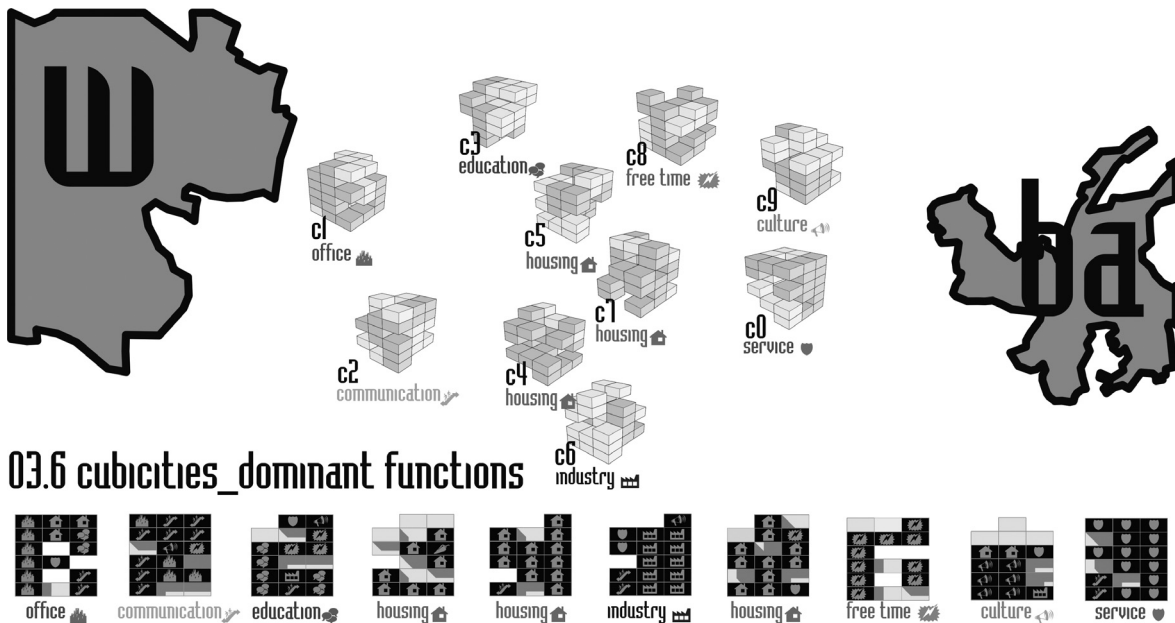 w
c3
education
c8
free time
c9
culture
c1
office
c5
housing
ba
c7
housing
c0
service
c2
communication
c4
housing
c6
industry
03.6 cubicities_dominant functions
office communication education housing housing industry housing free time culture service